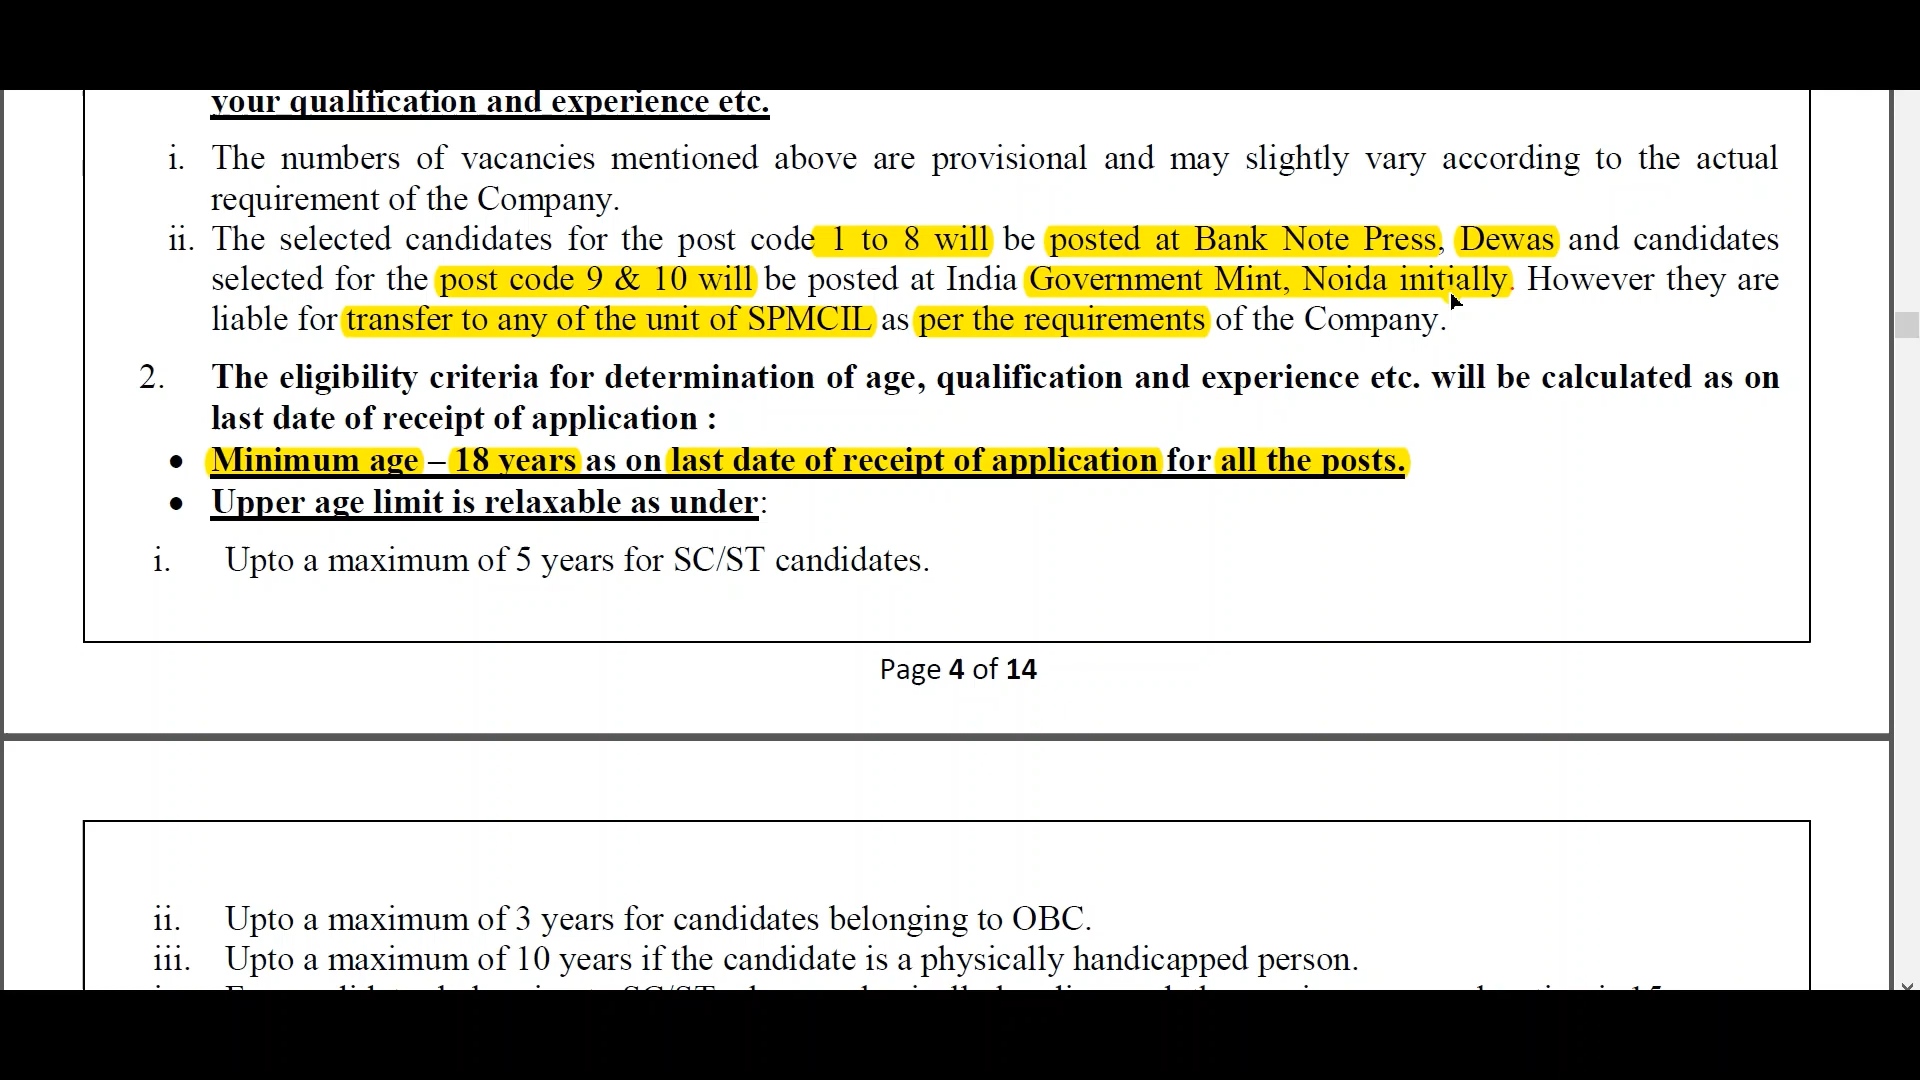 your qualification and experience etc.
i. The numbers of vacancies mentioned above are provisional and may slightly vary according to the actual
requirement of the Company.
ii. The selected candidates for the post code 1 to 8 will be posted at Bank Note Press, Dewas and candidates
selected for the post code 9 & 10 will be posted at India Government Mint, Noida initially. However they are
liable for transfer to any of the unit of SPMCIL as per the requirements of the Company.
2. The eligibility criteria for determination of age, qualification and experience etc. will be calculated as on
last date of receipt of application :
• Minimum age – 18 years as on last date of receipt of application for all the posts.
• Upper age limit is relaxable as under:
i. Upto a maximum of 5 years for SC/ST candidates.
Page 4 of 14
ii. Upto a maximum of 3 years for candidates belonging to OBC.
iii. Upto a maximum of 10 years if the candidate is a physically handicapped person.